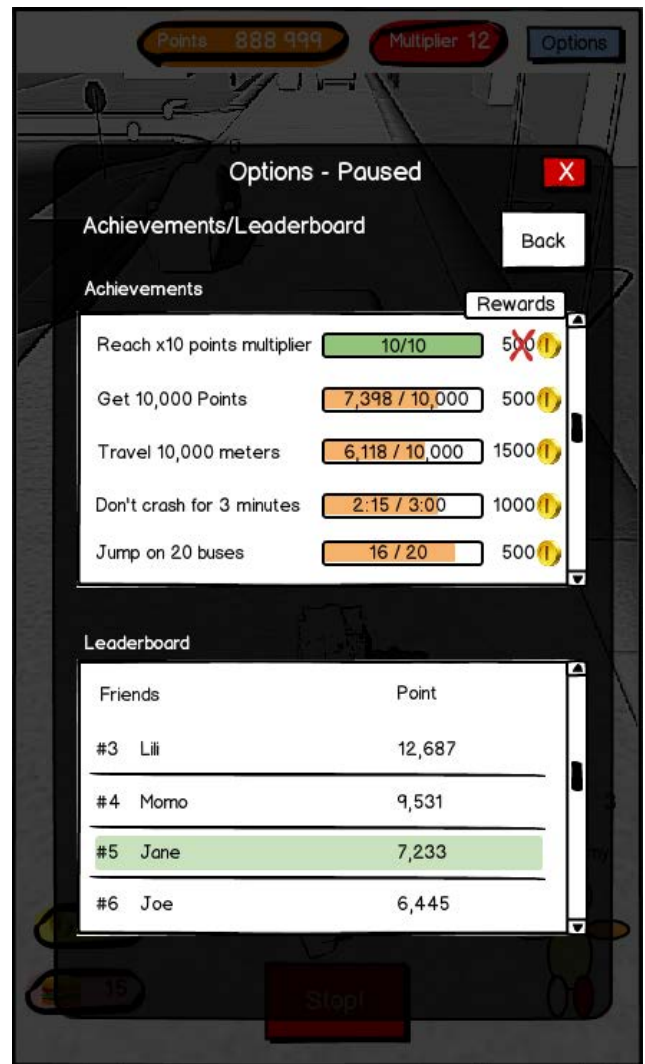 Points 888 999 Multiplier 12 Options
Options - Paused X
Achievements/Leaderboard
Back
Achievements
Rewards
Reach x10 points multiplier 10/10 500
Get 10,000 Points 7,398 / 10,000 500
Travel 10,000 meters 6,118 / 10,000 1500
Don't crash for 3 minutes 2:15 / 3:00 1000
Jump on 20 buses 16 / 20 500
Leaderboard
Friends Point
#3 Lili 12,687
#4 Momo 9,531
#5 Jane 7,233
#6 Joe 6,445
15
Stop!